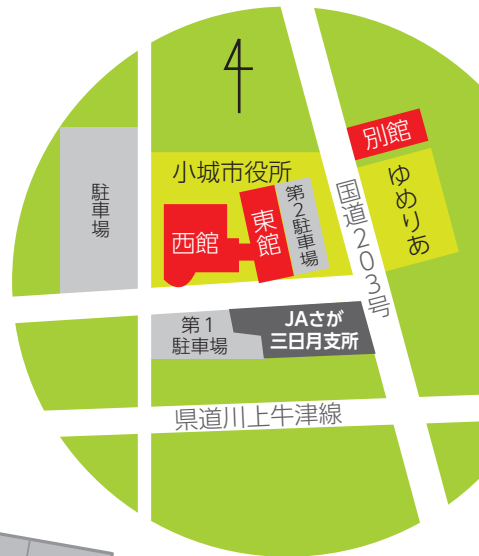 別館
小城市役所
ゆめりあ
駐車場
西館
東館
第2駐車場
国道203号
第1
駐車場
JAさが
三日月支所
県道川上牛津線